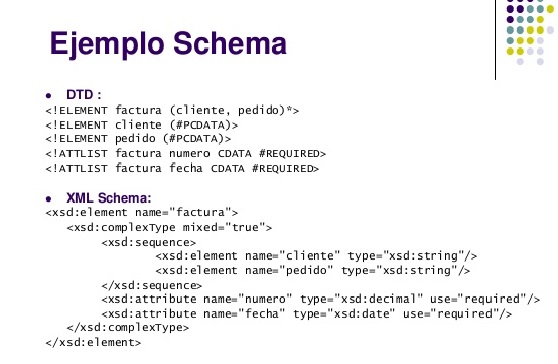 Ejemplo Schema
• DTD :
<!ELEMENT factura (cliente, pedido)*>
<!ELEMENT cliente (#PCDATA)>
<!ELEMENT pedido (#PCDATA)>
<!ATTLIST factura numero CDATA #REQUIRED>
<!ATTLIST factura fecha CDATA #REQUIRED>
• XML Schema:
<xsd:element name="factura">
<xsd:complexType mixed="true">
<xsd:sequence>
<xsd:element name="cliente" type="xsd:string"/>
<xsd:element name="pedido" type="xsd:string"/>
</xsd:sequence>
<xsd:attribute name="numero" type="xsd:decimal" use="required"/>
<xsd:attribute name="fecha" type="xsd:date" use="required"/>
</xsd:complexType>
</xsd:element>